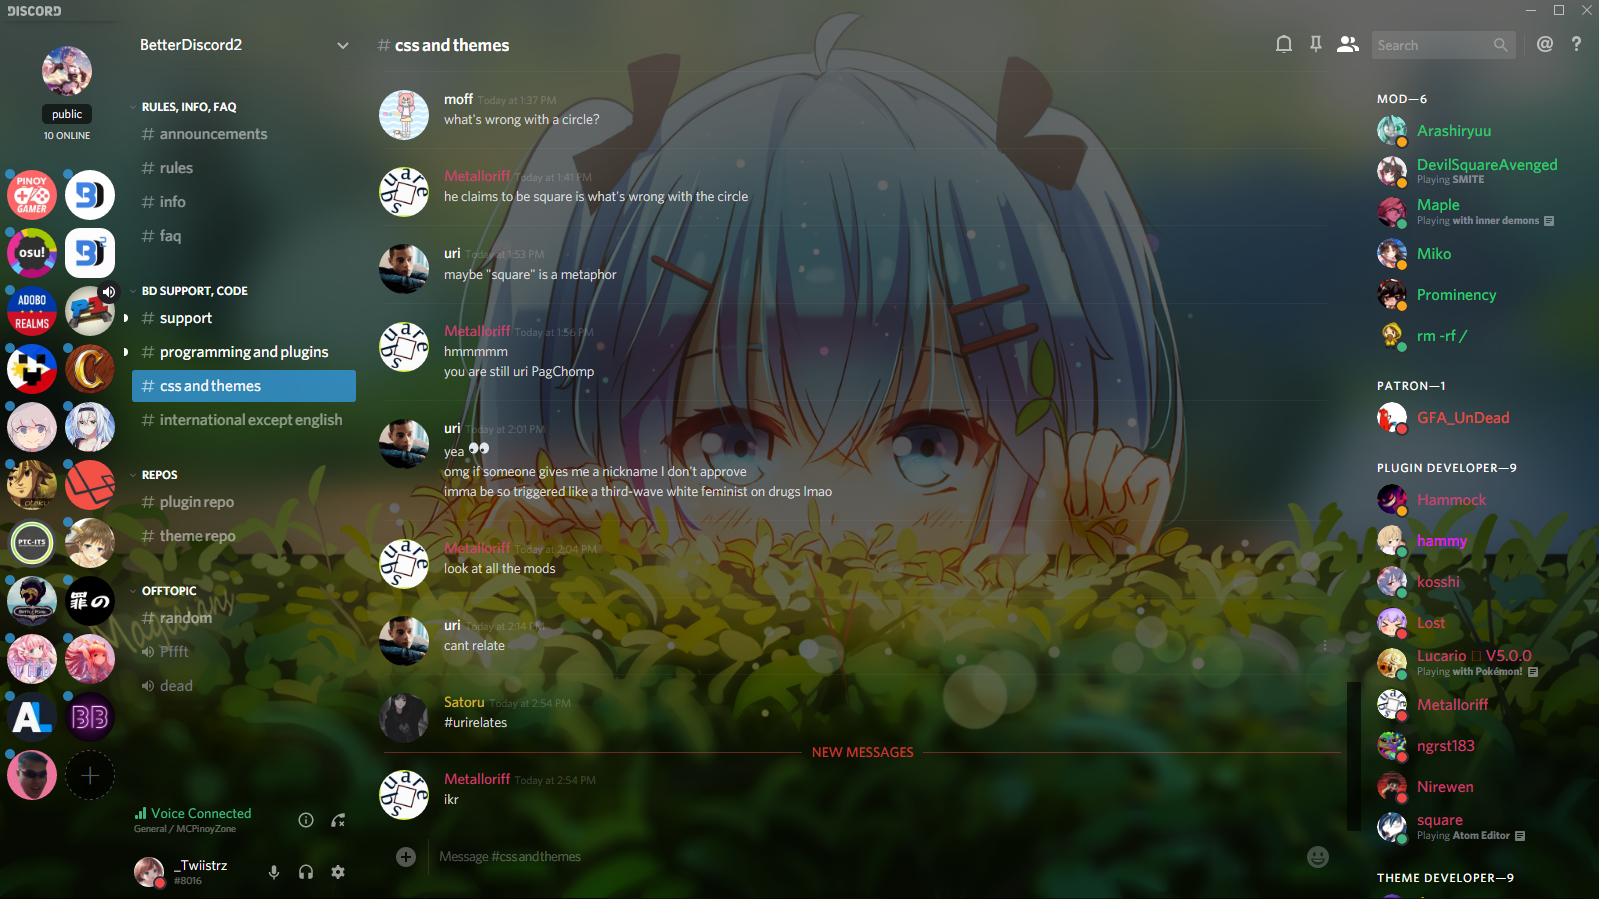 DISCORD
public
10 ONLINE
PINOY
GAMER
osu!
ADOBO
REALMS
otaku
PTC-ITS
罪の
AL
BB
BetterDiscord2
RULES, INFO, FAQ
# announcements
# rules
# info
# faq
BD SUPPORT, CODE
# support
# programming and plugins
# css and themes
# international except english
REPOS
# plugin repo
# theme repo
OFFTOPIC
# random
Pffft
dead
Voice Connected
General / MCPinoyZone
_Twiistrz
#8016
# css and themes
Search
@ ?
moff Today at 1:37 PM
what's wrong with a circle?
Metalloriff Today at 1:41 PM
he claims to be square is what's wrong with the circle
uri Today at 1:53 PM
maybe "square" is a metaphor
Metalloriff Today at 1:56 PM
hmmmmm
you are still uri PagChomp
uri Today at 2:01 PM
yea 👀
omg if someone gives me a nickname I don't approve
imma be so triggered like a third-wave white feminist on drugs lmao
Metalloriff Today at 2:04 PM
look at all the mods
uri Today at 2:14 PM
cant relate
Satoru Today at 2:54 PM
#urirelates
NEW MESSAGES
Metalloriff Today at 2:54 PM
ikr
Message #css and themes
MOD—6
Arashiryuu
DevilSquareAvenged
Playing SMITE
Maple
Playing with inner demons
Miko
Prominency
rm -rf /
PATRON—1
GFA_UnDead
PLUGIN DEVELOPER—9
Hammock
hammy
kosshi
Lost
Lucario V5.0.0
Playing with Pokémon!
Metalloriff
ngrst183
Nirewen
square
Playing Atom Editor
THEME DEVELOPER—9